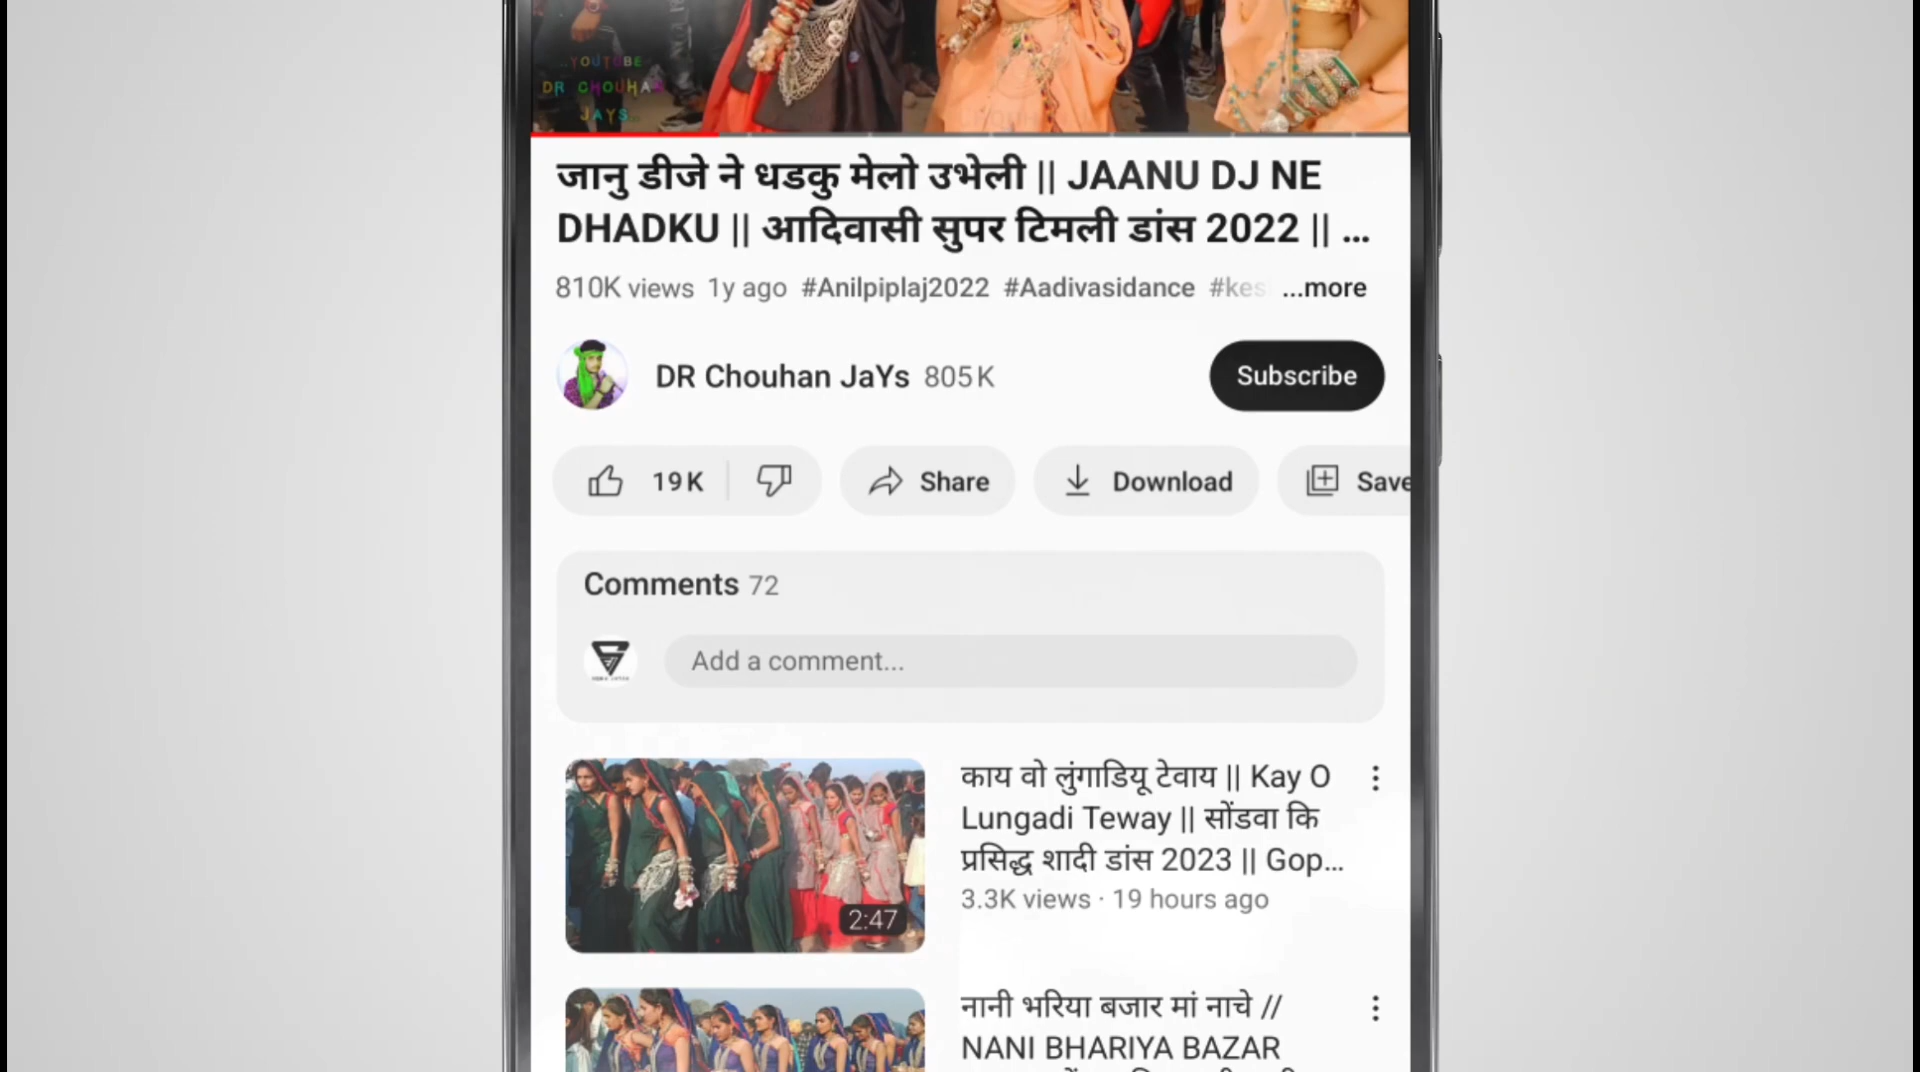 YOUTUBE
DR CHOUHA
JAYS
जानु डीजे ने धडकु मेलो उभेली || JAANU DJ NE
DHADKU || आदिवासी सुपर टिमली डांस 2022 || ...
810K views 1y ago #Anilpiplaj2022 #Aadivasidance #kes ...more
DR Chouhan JaYs 805K Subscribe
19K Share Download Save
Comments 72
Add a comment...
काय वो लुंगाडियू टेवाय || Kay O
Lungadi Teway || सोंडवा कि
प्रसिद्ध शादी डांस 2023 || Gop...
3.3K views · 19 hours ago
2:47
नानी भरिया बजार मां नाचे //
NANI BHARIYA BAZAR